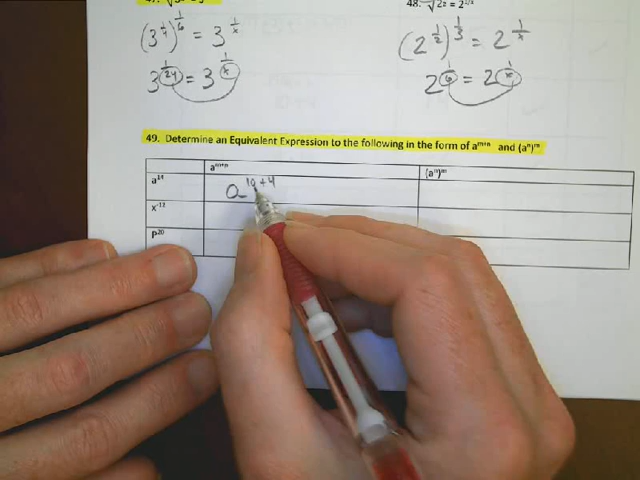 48. 2^2 = 2^1/x
(3^1/4)^1/6 = 3^1/x
(2^1/2)^1/3 = 2^1/x
3^1/24 = 3^1/x
2^1/6 = 2^1/x
49. Determine an Equivalent Expression to the following in the form of a^m+n and (a^n)^m
a^m+n (a^n)^m
a^14 a^10+4
x^-12
p^20